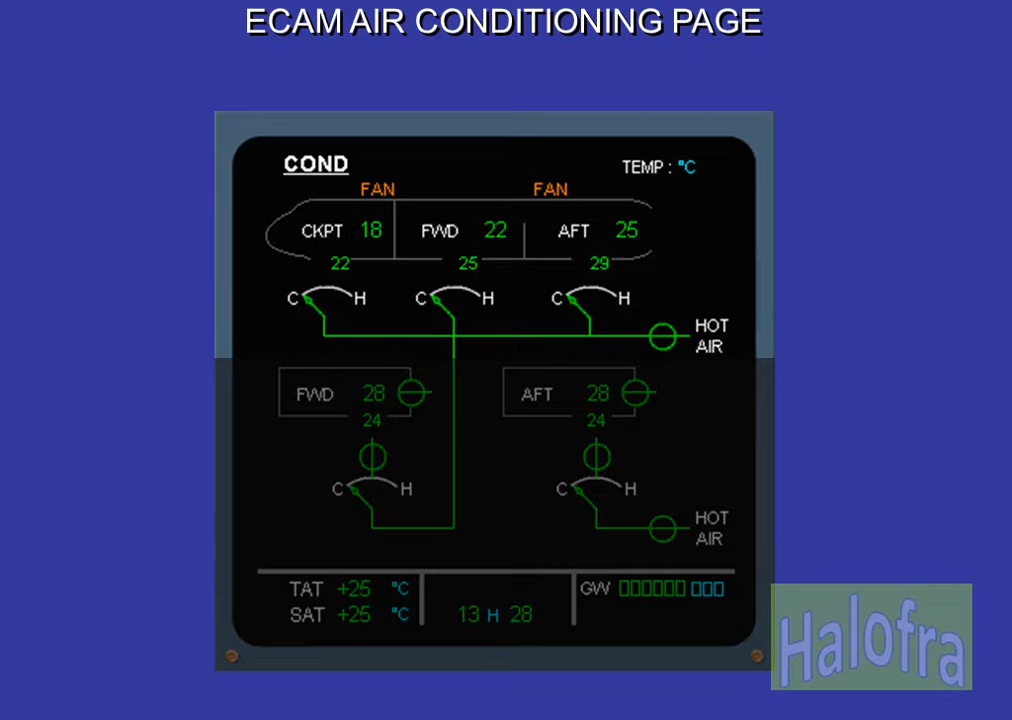 ECAM AIR CONDITIONING PAGE
COND
TEMP : °C
FAN FAN
CKPT 18 FWD 22 AFT 25
22 25 29
C H C H C H
HOT
AIR
FWD 28 AFT 28
24 24
C H C H
HOT
AIR
TAT +25 °C GW
SAT +25 °C 13 H 28
Halofra